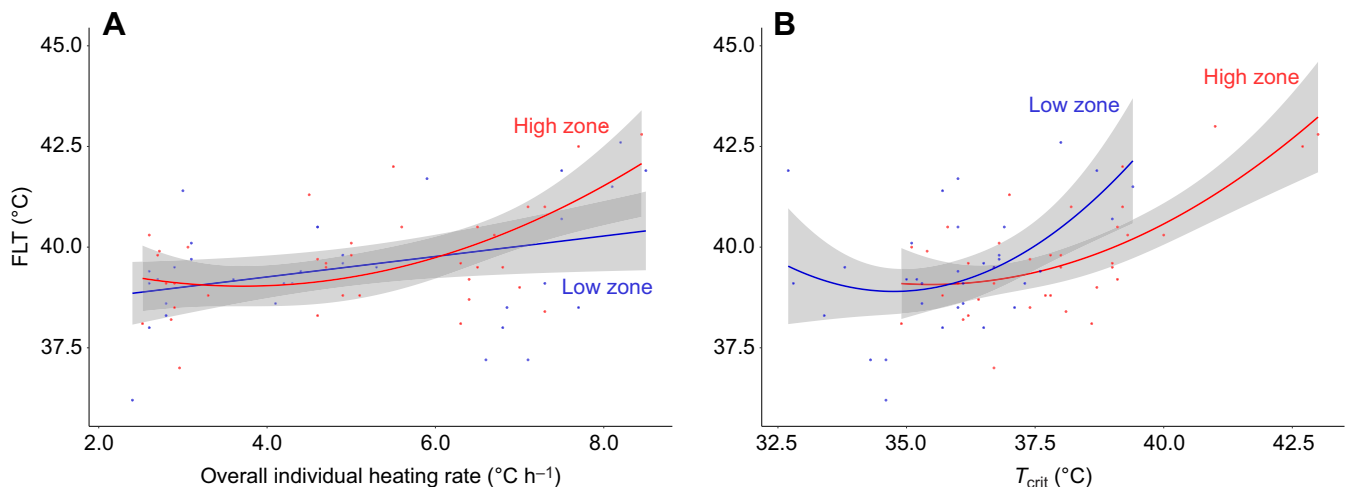 A
B
45.0
42.5
40.0
37.5
FLT (°C)
High zone
Low zone
2.0 4.0 6.0 8.0
Overall individual heating rate (°C h–1)
45.0
42.5
40.0
37.5
Low zone
High zone
32.5 35.0 37.5 40.0 42.5
Tcrit (°C)